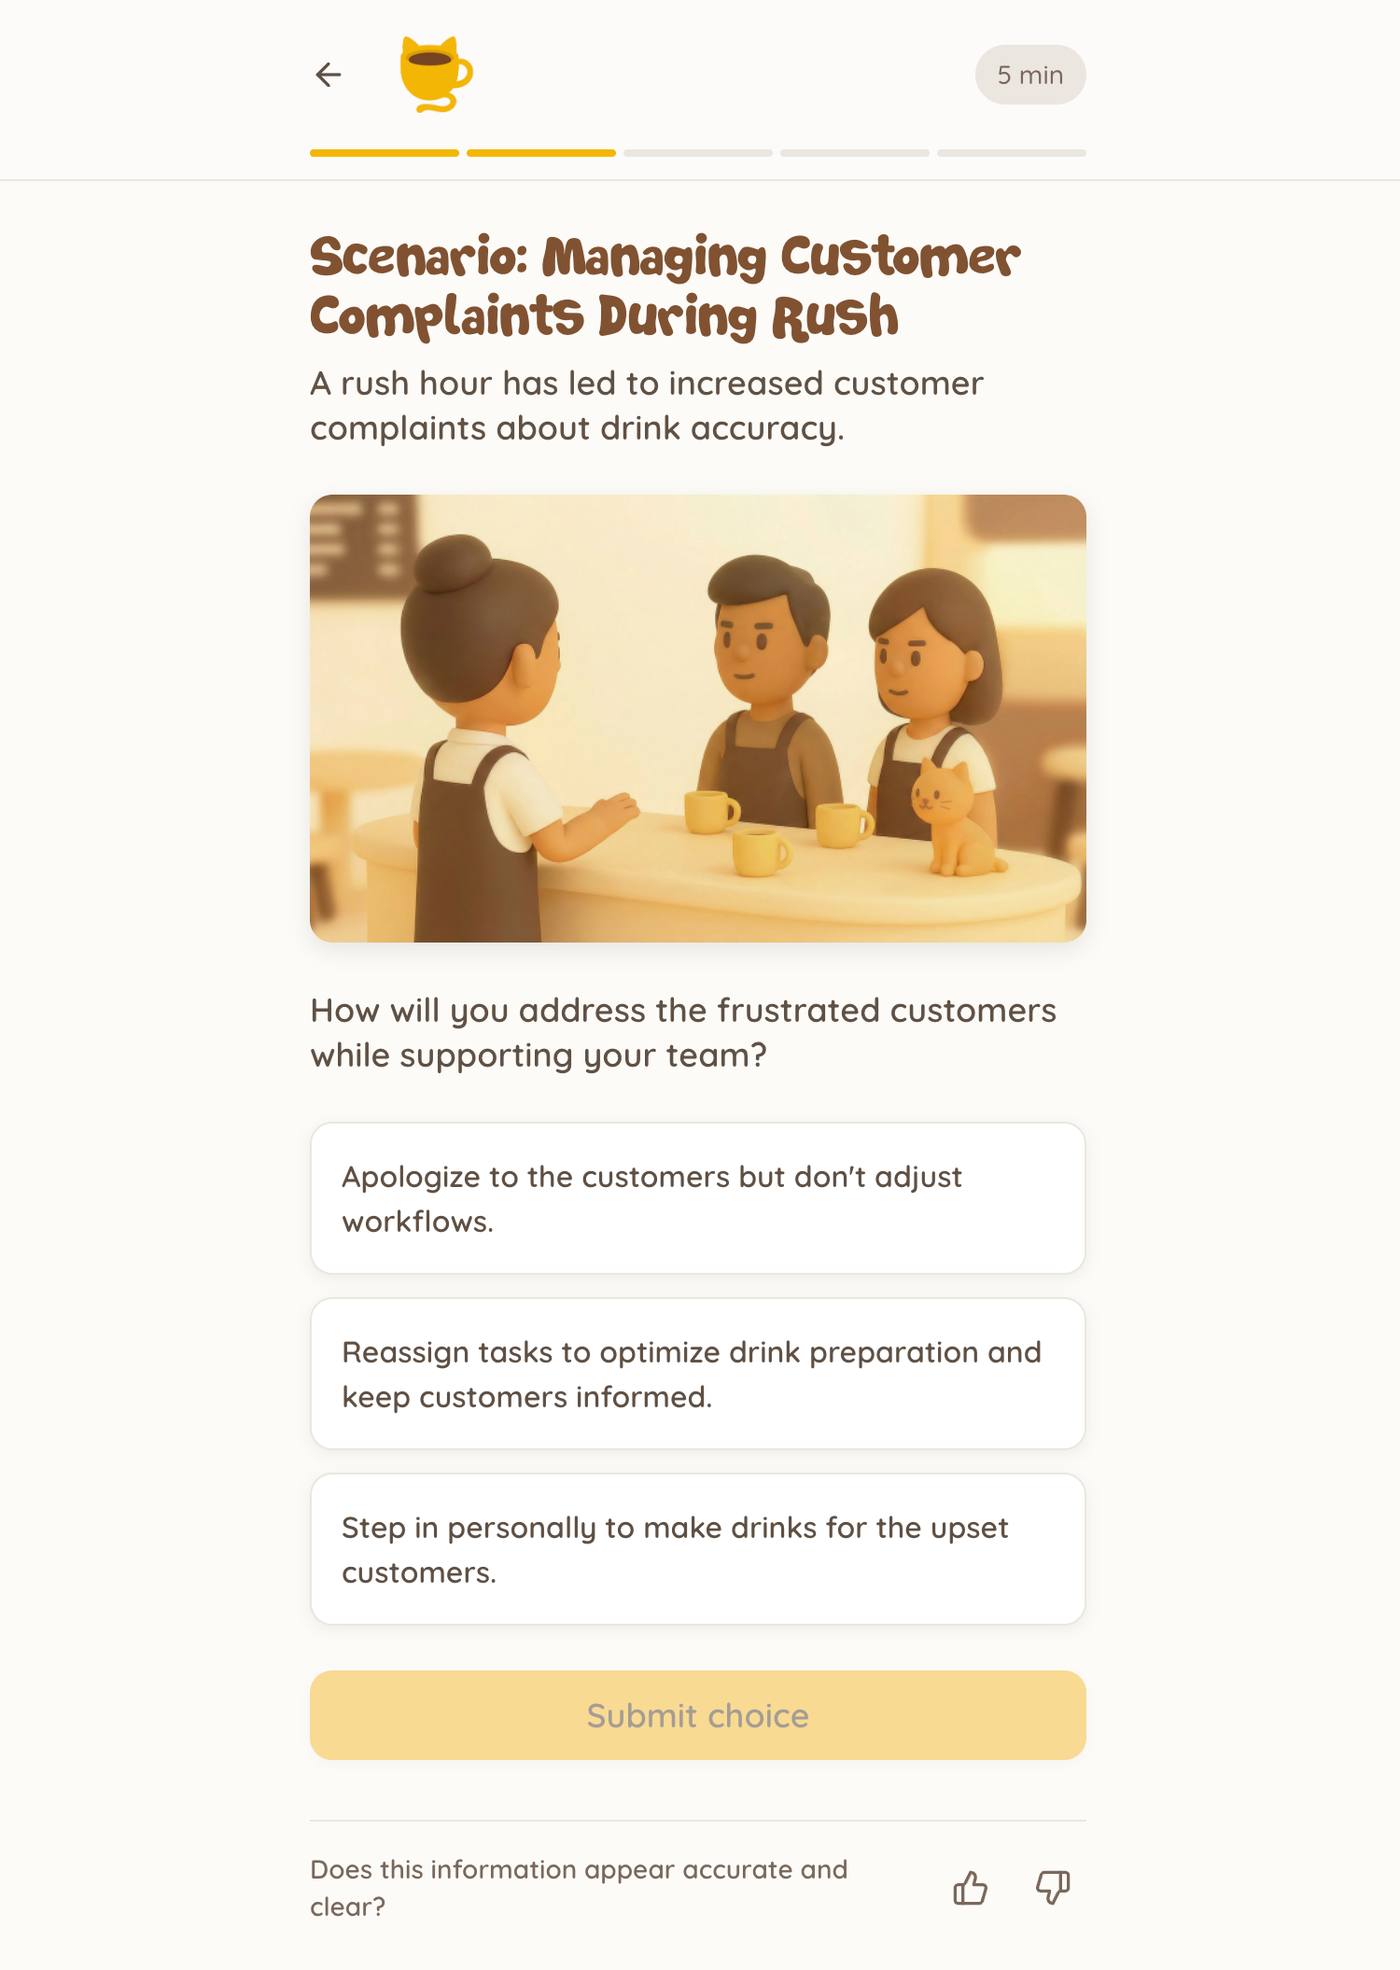 5 min
Scenario: Managing Customer
Complaints During Rush
A rush hour has led to increased customer
complaints about drink accuracy.
How will you address the frustrated customers
while supporting your team?
Apologize to the customers but don't adjust
workflows.
Reassign tasks to optimize drink preparation and
keep customers informed.
Step in personally to make drinks for the upset
customers.
Submit choice
Does this information appear accurate and
clear?